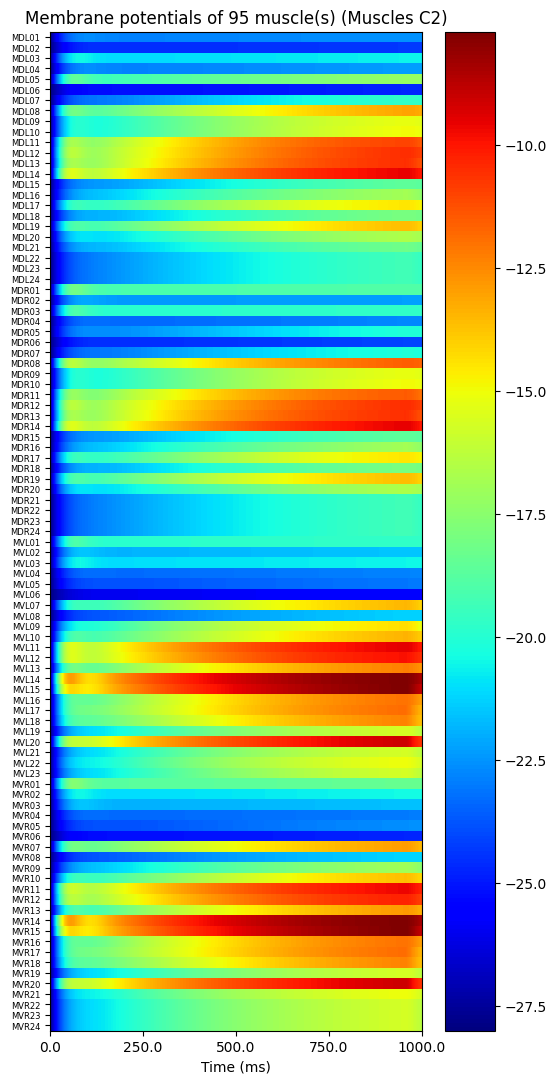 Membrane potentials of 95 muscle(s) (Muscles C2)
MDL01
MDL02
MDL03
MDL04
MDL05
MDL06
MDL07
MDL08
MDL09
MDL10
MDL11
MDL12
MDL13
MDL14
MDL15
MDL16
MDL17
MDL18
MDL19
MDL20
MDL21
MDL22
MDL23
MDL24
MDR01
MDR02
MDR03
MDR04
MDR05
MDR06
MDR07
MDR08
MDR09
MDR10
MDR11
MDR12
MDR13
MDR14
MDR15
MDR16
MDR17
MDR18
MDR19
MDR20
MDR21
MDR22
MDR23
MDR24
MVL01
MVL02
MVL03
MVL04
MVL05
MVL06
MVL07
MVL08
MVL09
MVL10
MVL11
MVL12
MVL13
MVL14
MVL15
MVL16
MVL17
MVL18
MVL19
MVL20
MVL21
MVL22
MVL23
MVR01
MVR02
MVR03
MVR04
MVR05
MVR06
MVR07
MVR08
MVR09
MVR10
MVR11
MVR12
MVR13
MVR14
MVR15
MVR16
MVR17
MVR18
MVR19
MVR20
MVR21
MVR22
MVR23
MVR24
0.0 250.0 500.0 750.0 1000.0
Time (ms)
−10.0
−12.5
−15.0
−17.5
−20.0
−22.5
−25.0
−27.5